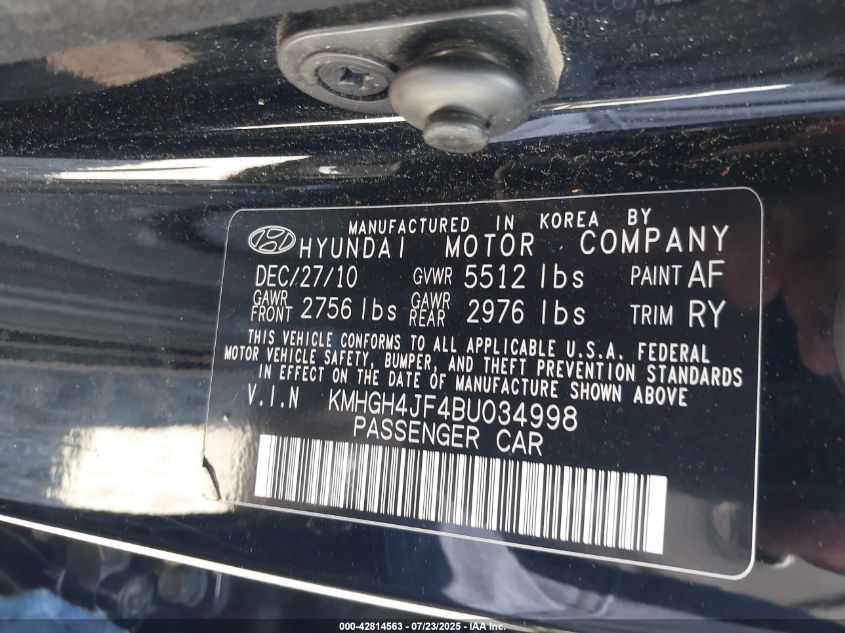 MANUFACTURED IN KOREA BY
HYUNDAI MOTOR COMPANY
DEC/27/10 GVWR 5512 lbs PAINT AF
GAWR FRONT 2756 lbs GAWR REAR 2976 lbs TRIM RY
THIS VEHICLE CONFORMS TO ALL APPLICABLE U.S.A. FEDERAL
MOTOR VEHICLE SAFETY, BUMPER, AND THEFT PREVENTION STANDARDS
IN EFFECT ON THE DATE OF MANUFACTURE SHOWN ABOVE
V.I.N KMHGH4JF4BU034998
PASSENGER CAR
000-42814563 - 07/23/2025 - IAA Inc.